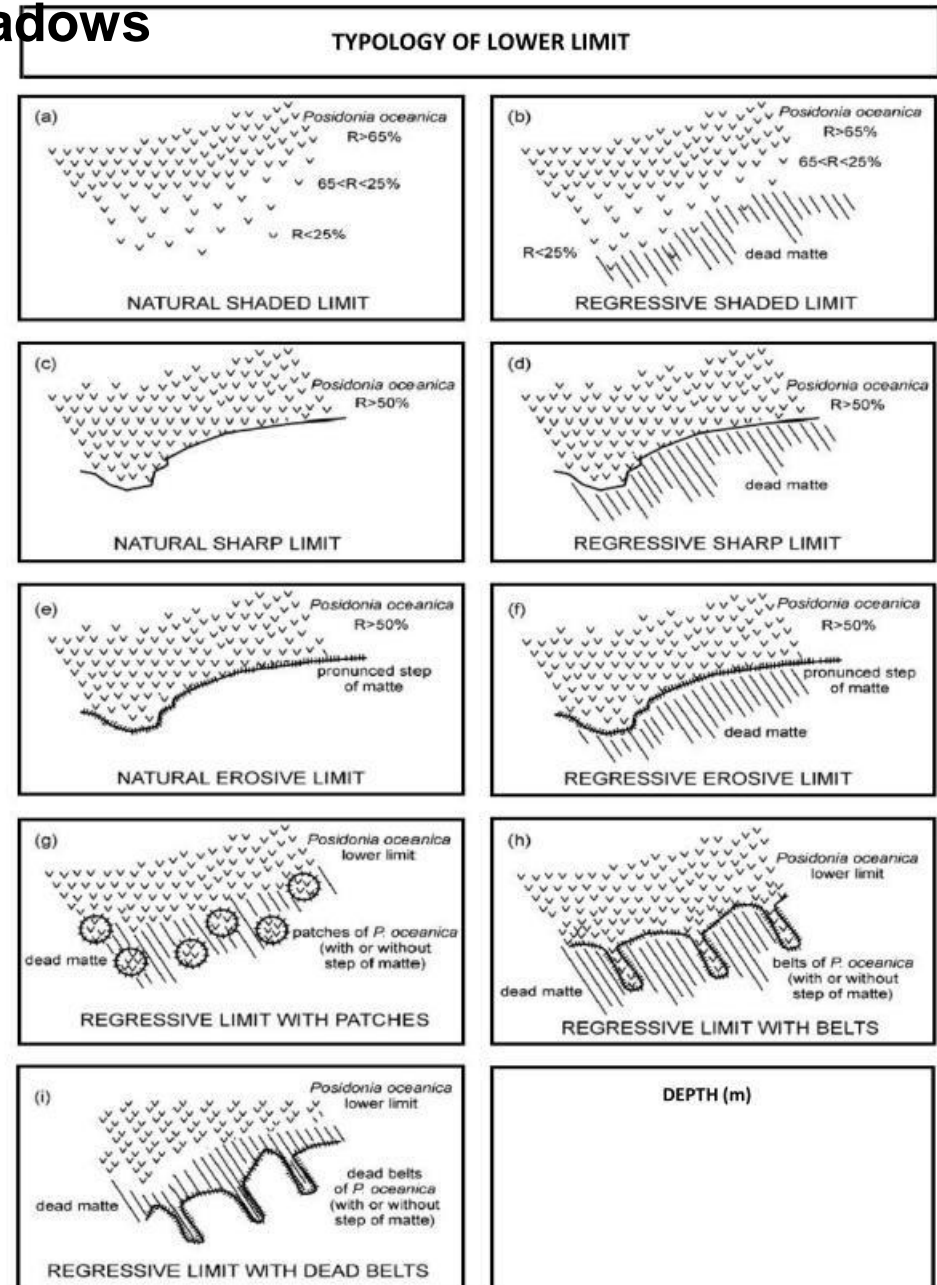 adows
TYPOLOGY OF LOWER LIMIT
(a)
Posidonia oceanica
R>65%
65<R<25%
R<25%
NATURAL SHADED LIMIT
(b)
Posidonia oceanica
R>65%
65<R<25%
R<25%
dead matte
REGRESSIVE SHADED LIMIT
(c)
Posidonia oceanica
R>50%
NATURAL SHARP LIMIT
(d)
Posidonia oceanica
R>50%
dead matte
REGRESSIVE SHARP LIMIT
(e)
Posidonia oceanica
R>50%
pronunced step
of matte
NATURAL EROSIVE LIMIT
(f)
Posidonia oceanica
R>50%
pronunced step
of matte
dead matte
REGRESSIVE EROSIVE LIMIT
(g)
Posidonia oceanica
lower limit
patches of P. oceanica
(with or without
step of matte)
dead matte
REGRESSIVE LIMIT WITH PATCHES
(h)
Posidonia oceanica
lower limit
belts of P. oceanica
(with or without
step of matte)
dead matte
REGRESSIVE LIMIT WITH BELTS
(i)
Posidonia oceanica
lower limit
dead belts
of P. oceanica
(with or without
step of matte)
dead matte
REGRESSIVE LIMIT WITH DEAD BELTS
DEPTH (m)